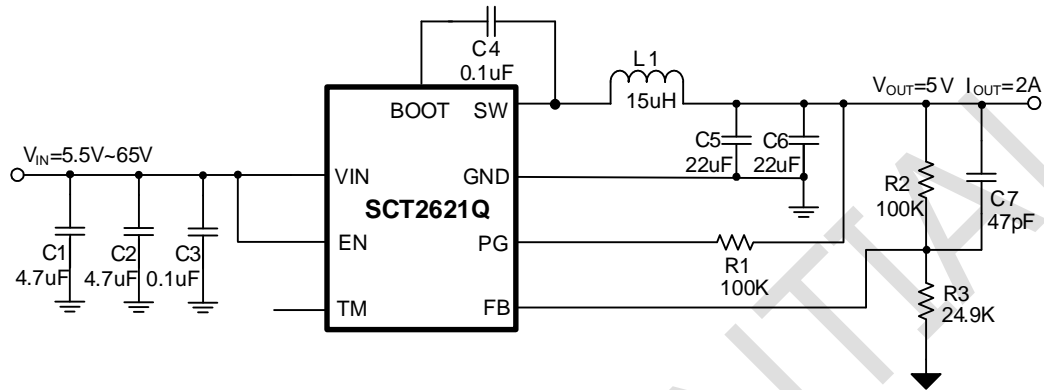 C4
0.1uF
L1
15uH
BOOT
SW
VOUT=5V IOUT=2A
VIN=5.5V~65V
C5
22uF
C6
22uF
VIN
GND
SCT2621Q
R2
100K
C7
47pF
C1
4.7uF
C2
4.7uF
C3
0.1uF
EN
PG
R1
100K
TM
FB
R3
24.9K